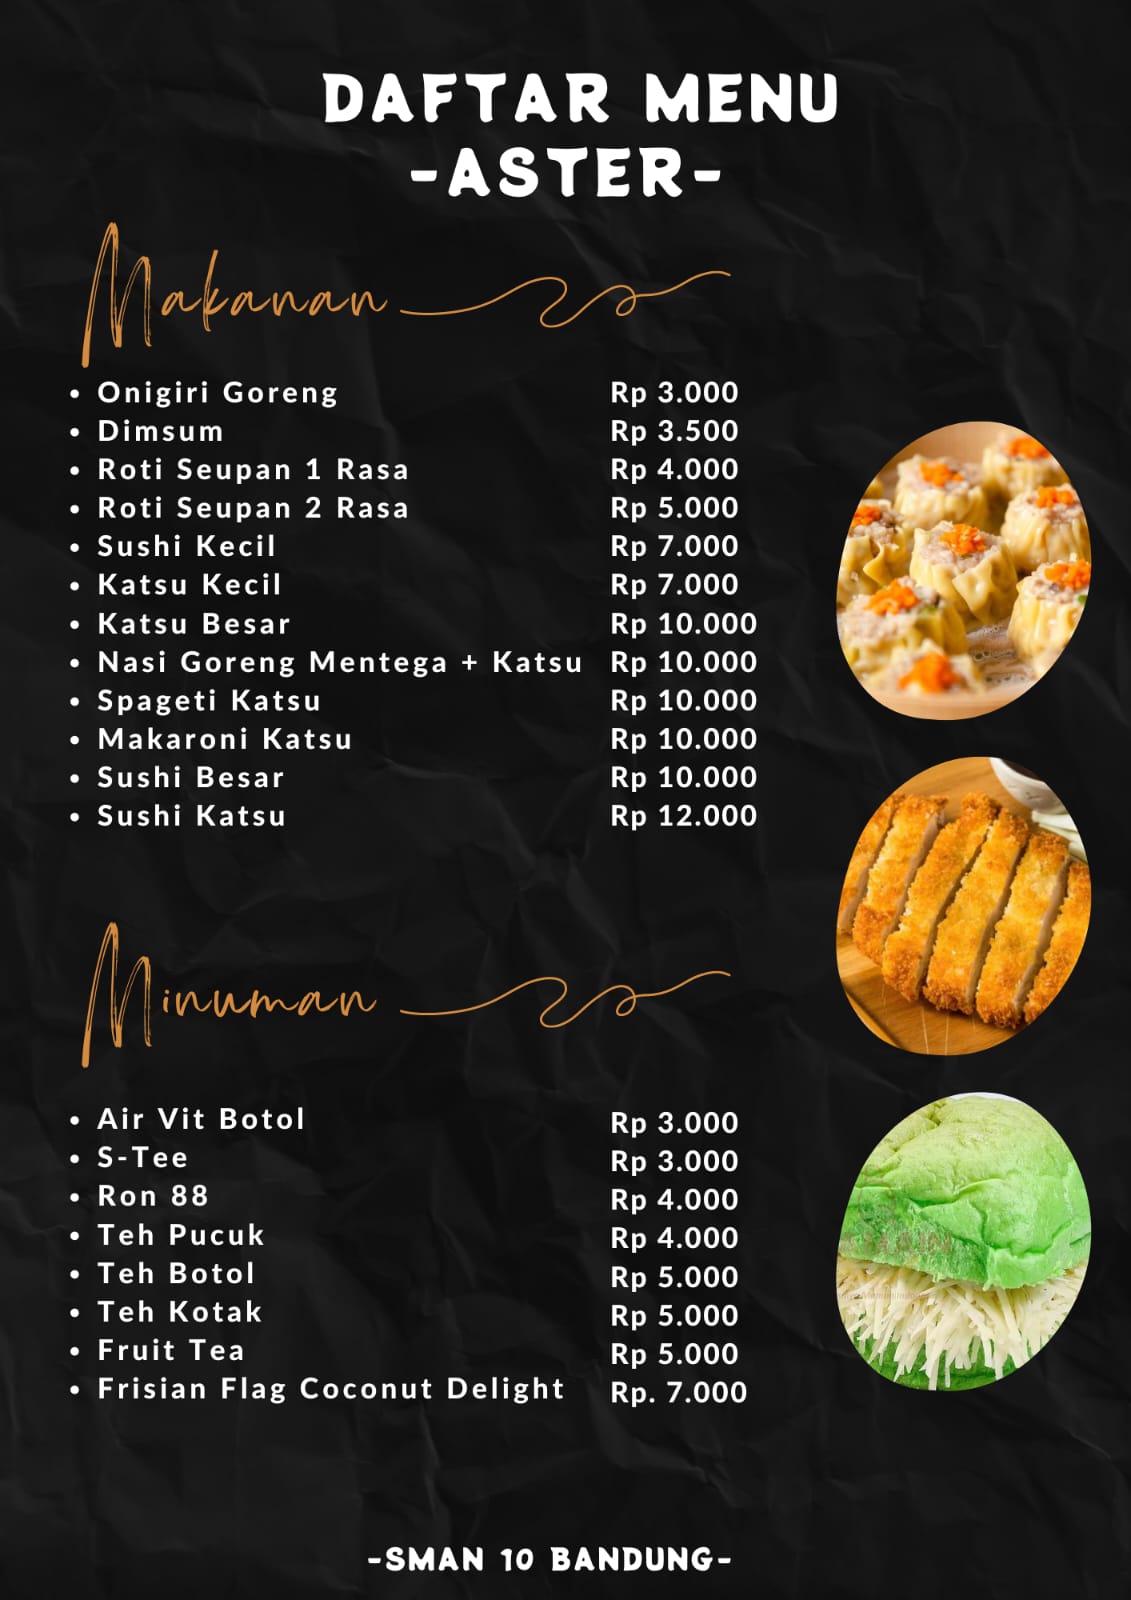 DAFTAR MENU
-ASTER-
Makanan
• Onigiri Goreng Rp 3.000
• Dimsum Rp 3.500
• Roti Seupan 1 Rasa Rp 4.000
• Roti Seupan 2 Rasa Rp 5.000
• Sushi Kecil Rp 7.000
• Katsu Kecil Rp 7.000
• Katsu Besar Rp 10.000
• Nasi Goreng Mentega + Katsu Rp 10.000
• Spageti Katsu Rp 10.000
• Makaroni Katsu Rp 10.000
• Sushi Besar Rp 10.000
• Sushi Katsu Rp 12.000
Minuman
• Air Vit Botol Rp 3.000
• S-Tee Rp 3.000
• Ron 88 Rp 4.000
• Teh Pucuk Rp 4.000
• Teh Botol Rp 5.000
• Teh Kotak Rp 5.000
• Fruit Tea Rp 5.000
• Frisian Flag Coconut Delight Rp. 7.000
-SMAN 10 BANDUNG-